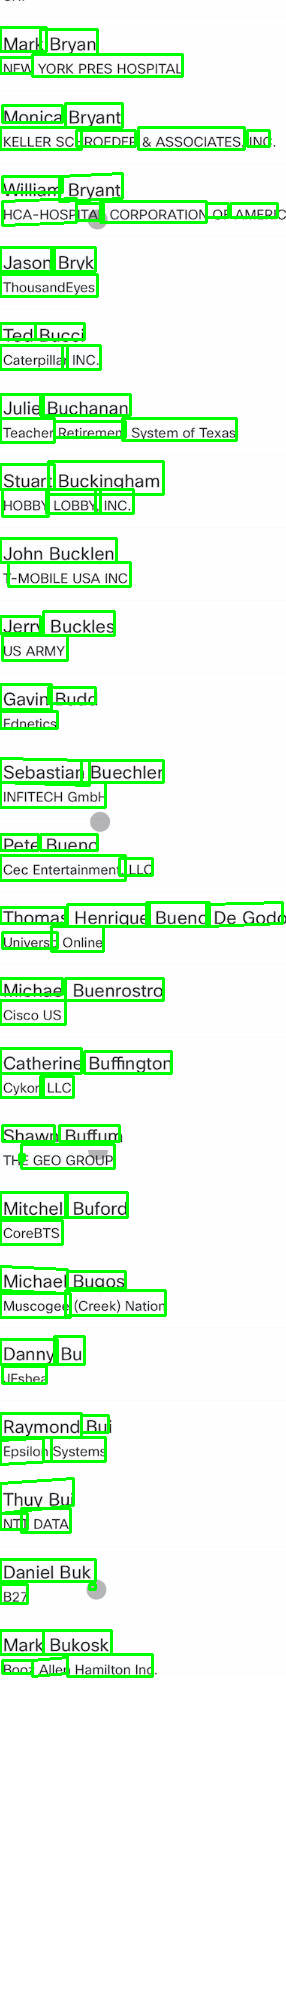 Mark Bryan
NEW YORK PRES HOSPITAL
Monica Bryant
KELLER SCHROEDER & ASSOCIATES, INC.
William Bryant
HCA-HOSPITAL CORPORATION OF AMERIC
Jason Bryk
ThousandEyes
Ted Bucci
Caterpillar INC.
Julie Buchanan
Teacher Retirement System of Texas
Stuart Buckingham
HOBBY LOBBY, INC.
John Bucklen
T-MOBILE USA INC
Jerry Buckles
US ARMY
Gavin Budd
Ednetics
Sebastian Buechler
INFITECH GmbH
Pete Bueno
Cec Entertainment, LLC
Thomas Henrique Bueno De Godo
Universo Online
Michael Buenrostro
Cisco US
Catherine Buffington
Cykor LLC
Shawn Buffum
THE GEO GROUP
Mitchel Buford
CoreBTS
Michael Bugos
Muscogee (Creek) Nation
Danny Bui
JFshea
Raymond Bui
Epsilon Systems
Thuy Bui
NTT DATA
Daniel Buk
B27
Mark Bukosk
Booz Allen Hamilton Inc.